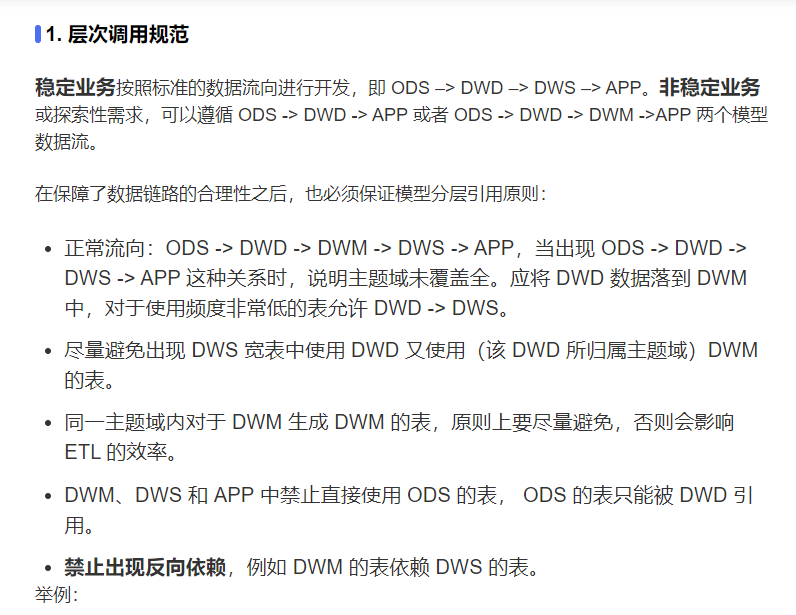 1. 层次调用规范
稳定业务按照标准的数据流向进行开发，即 ODS –> DWD –> DWS –> APP。非稳定业务
或探索性需求，可以遵循 ODS -> DWD -> APP 或者 ODS -> DWD -> DWM ->APP 两个模型
数据流。
在保障了数据链路的合理性之后，也必须保证模型分层引用原则：
• 正常流向：ODS -> DWD -> DWM -> DWS -> APP，当出现 ODS -> DWD ->
DWS -> APP 这种关系时，说明主题域未覆盖全。应将 DWD 数据落到 DWM
中，对于使用频度非常低的表允许 DWD -> DWS。
• 尽量避免出现 DWS 宽表中使用 DWD 又使用（该 DWD 所归属主题域）DWM
的表。
• 同一主题域内对于 DWM 生成 DWM 的表，原则上要尽量避免，否则会影响
ETL 的效率。
• DWM、DWS 和 APP 中禁止直接使用 ODS 的表， ODS 的表只能被 DWD 引
用。
• 禁止出现反向依赖，例如 DWM 的表依赖 DWS 的表。
举例：